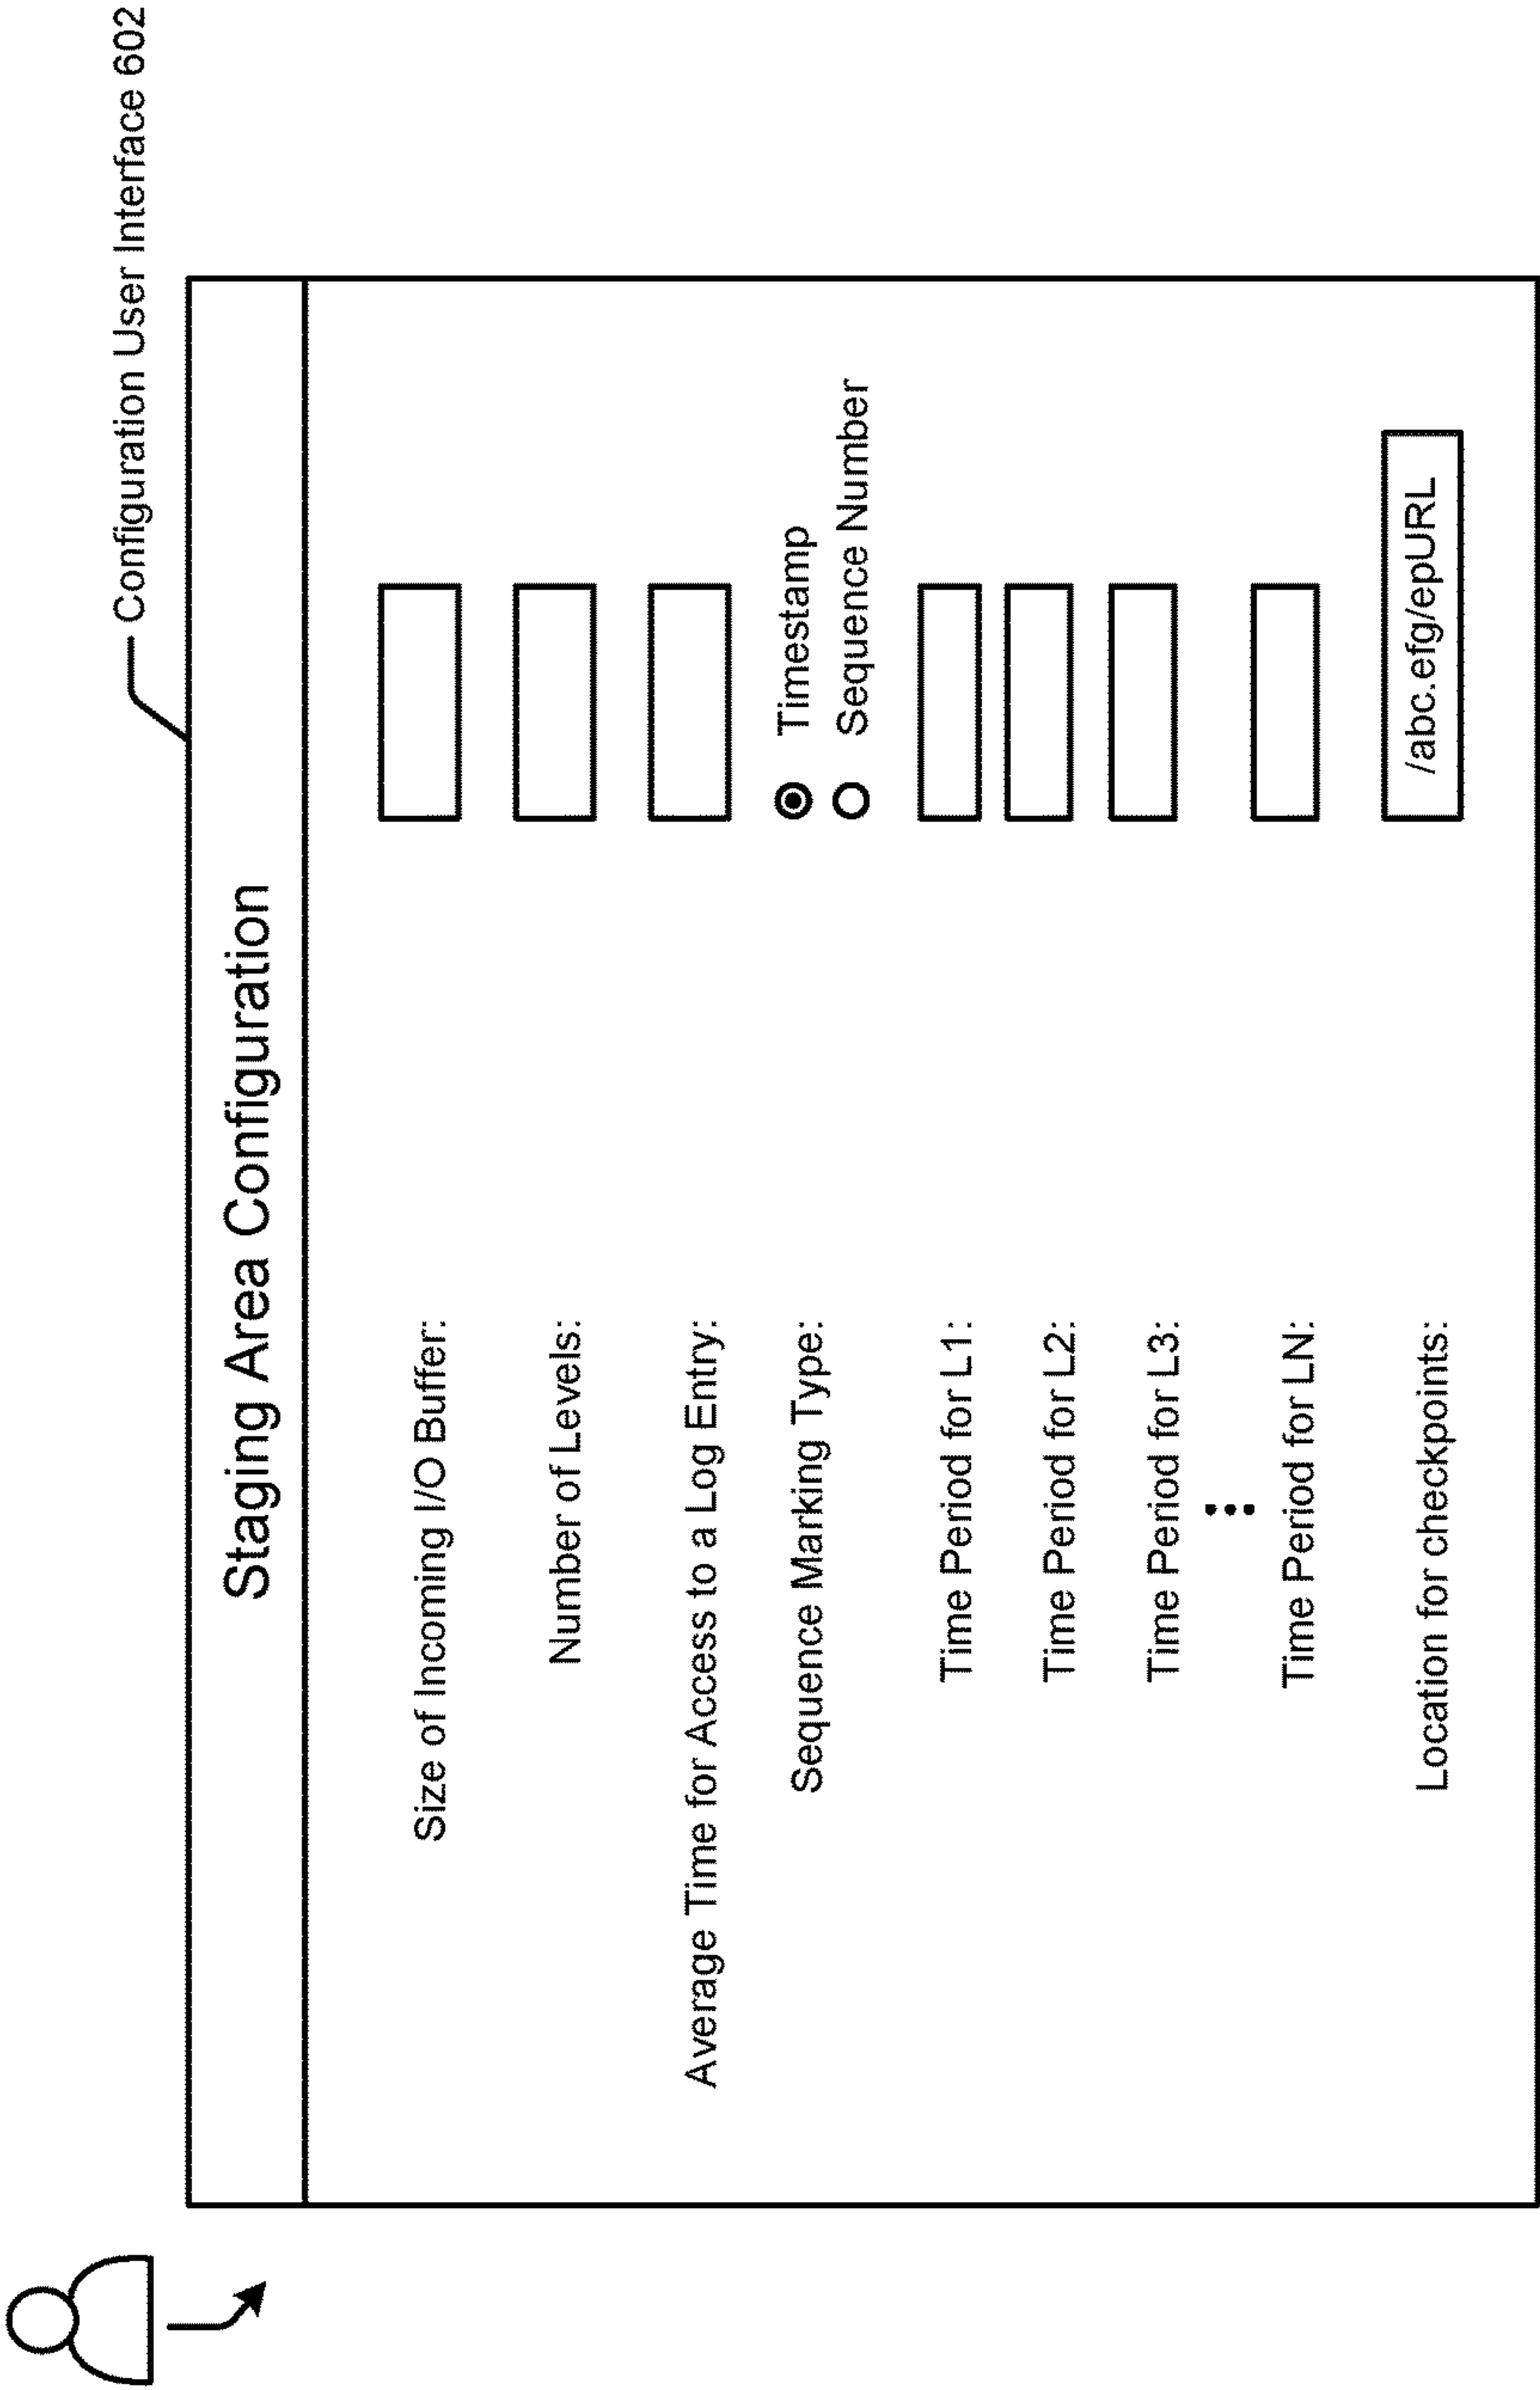 Configuration User Interface 602
Staging Area Configuration
Size of Incoming I/O Buffer:
Number of Levels:
Average Time for Access to a Log Entry:
Sequence Marking Type: Timestamp
Sequence Number
Time Period for L1:
Time Period for L2:
Time Period for L3:
Time Period for LN:
Location for checkpoints: /abc.efg/epURL